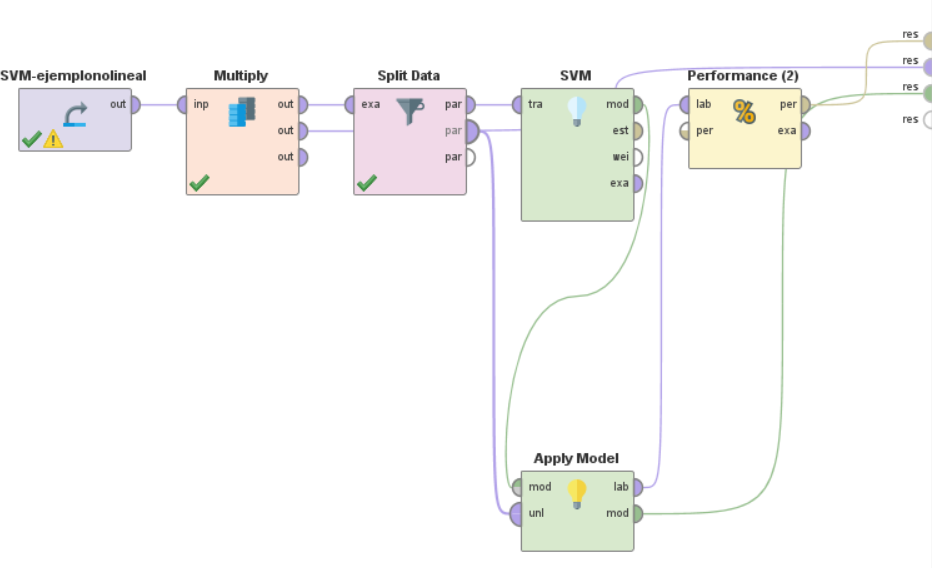 res
res
res
res
SVM-ejemplonolineal
out
Multiply
inp
out
out
out
Split Data
exa
par
par
par
SVM
tra
mod
est
wei
exa
Performance (2)
lab
per
%
per
exa
Apply Model
mod
lab
unl
mod